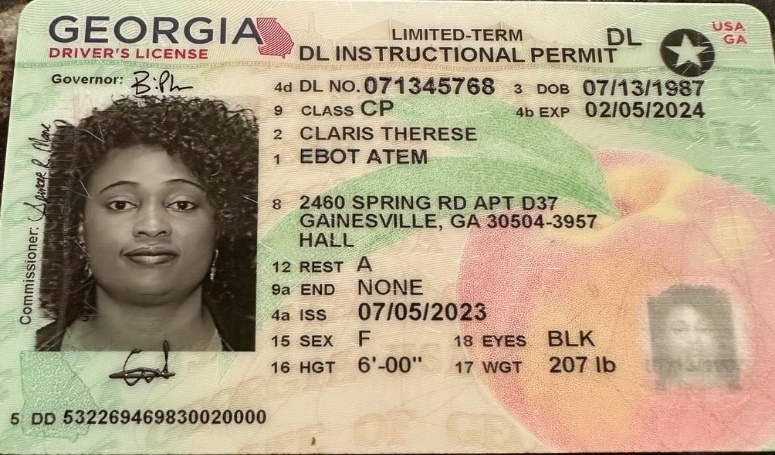 GEORGIA
DRIVER'S LICENSE
LIMITED-TERM
DL INSTRUCTIONAL PERMIT
DL
USA
GA
Governor:
4d DL NO. 071345768 3 DOB 07/13/1987
9 CLASS CP 4b EXP 02/05/2024
2 CLARIS THERESE
1 EBOT ATEM
8 2460 SPRING RD APT D37
GAINESVILLE, GA 30504-3957
HALL
12 REST A
9a END NONE
4a ISS 07/05/2023
15 SEX F 18 EYES BLK
16 HGT 6'-00" 17 WGT 207 lb
Commissioner:
5 DD 532269469830020000